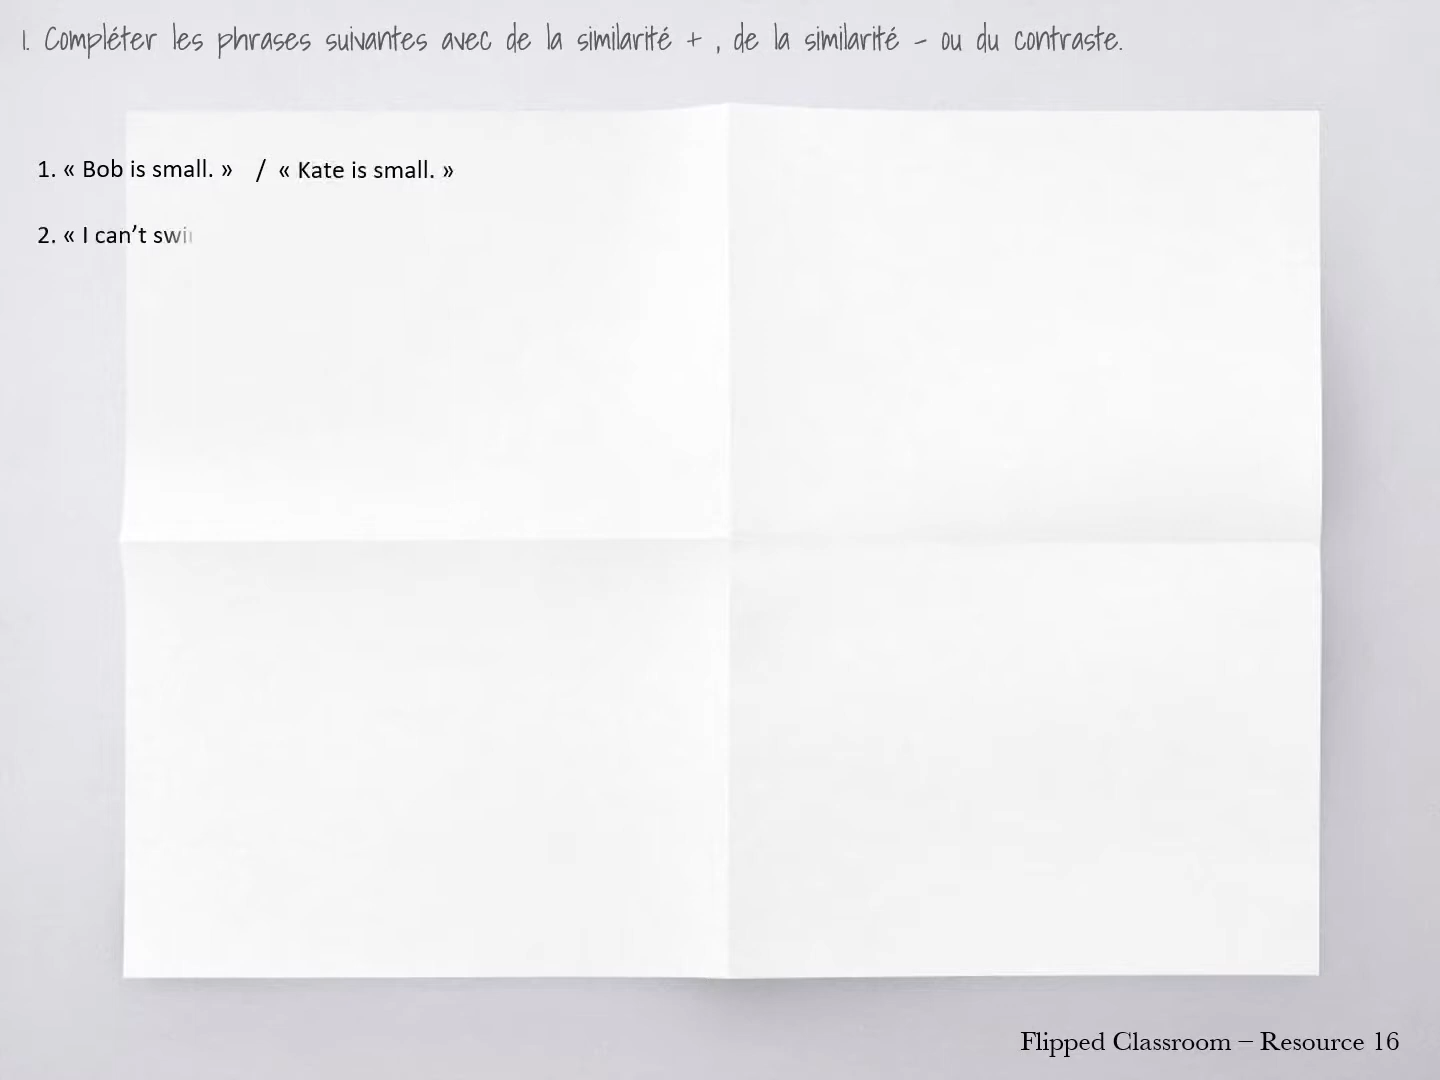 1. Compléter les phrases suivantes avec de la similarité + , de la similarité - ou du contraste.
1. « Bob is small. » / « Kate is small. »
2. « I can’t
Flipped Classroom – Resource 16